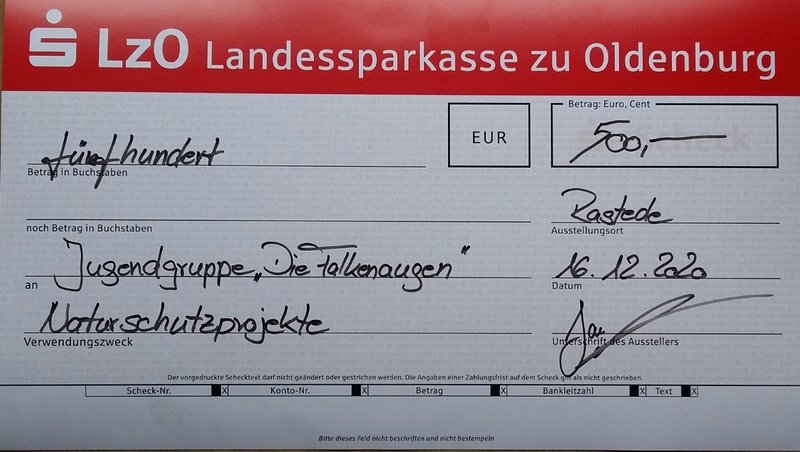 LzO Landessparkasse zu Oldenburg
Betrag: Euro, Cent
fünfhundert EUR 500,—
Betrag in Buchstaben
Rastede
noch Betrag in Buchstaben Ausstellungsort
Jugendgruppe „Die Falkenaugen“ 16.12.2020
an Datum
Naturschutzprojekte
Verwendungszweck Unterschrift des Ausstellers
Der vorgedruckte Schecktext darf nicht geändert oder gestrichen werden. Die Angaben einer Zahlungsfrist auf dem Scheck gilt als nicht geschrieben.
Scheck-Nr. X Konto-Nr. X Betrag X Bankleitzahl X Text X
Bitte dieses Feld nicht beschriften und nicht bestempeln